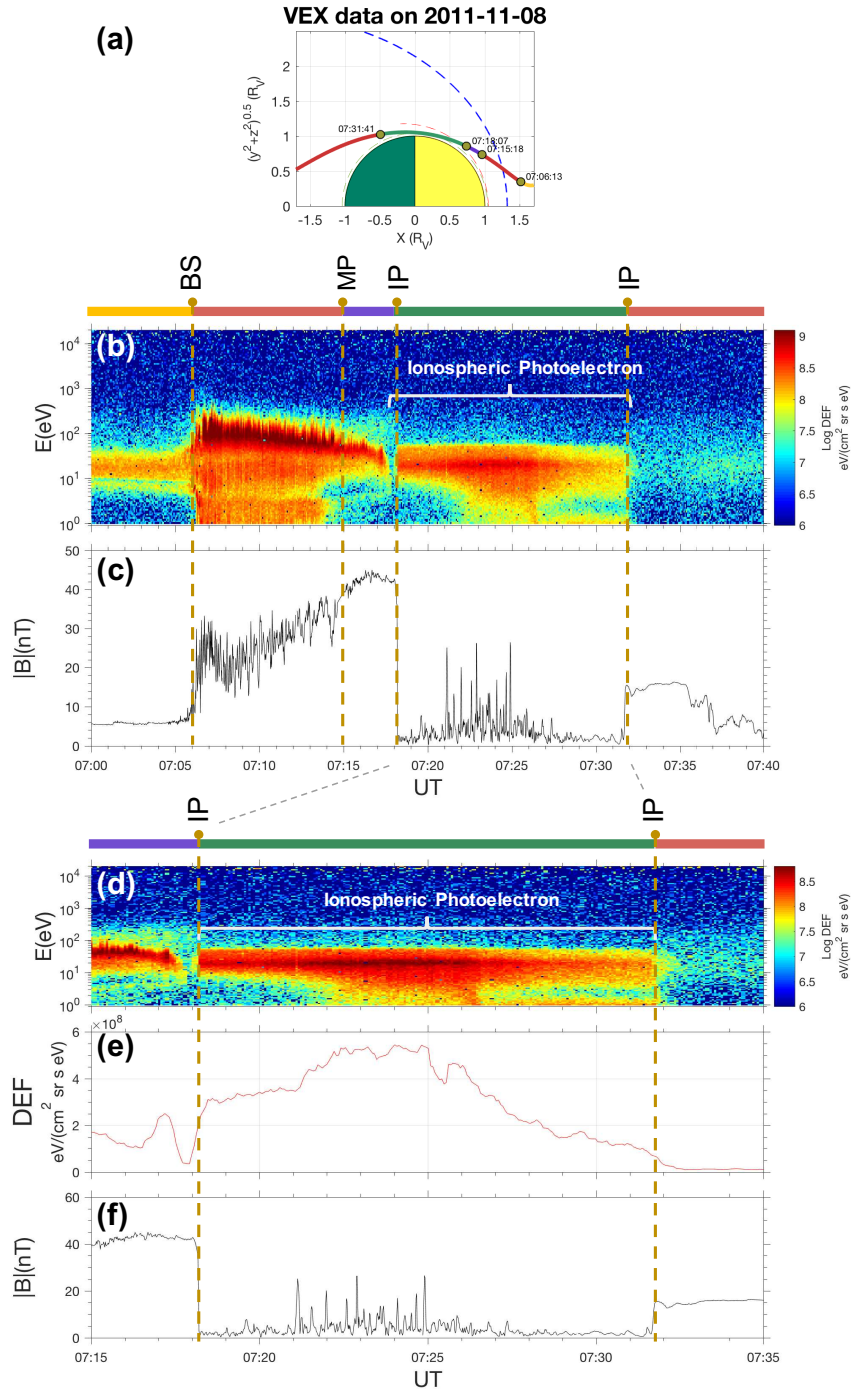 VEX data on 2011-11-08
(a)
(y²+z²)^0.5 (R_V)
2
1.5
1
0.5
0
07:31:41
07:18:07
07:15:18
07:06:13
-1.5 -1 -0.5 0 0.5 1 1.5
X (R_V)
BS MP IP IP
(b)
Ionospheric Photoelectron
E(eV)
10⁴
10³
10²
10¹
10⁰
9
8.5
8
7.5
7
6.5
6
Log DEF
eV/(cm² sr s eV)
(c)
|B|(nT)
50
40
30
20
10
0
07:00 07:05 07:10 07:15 07:20 07:25 07:30 07:35 07:40
UT
IP IP
(d)
Ionospheric Photoelectron
E(eV)
10⁴
10³
10²
10¹
10⁰
8.5
8
7.5
7
6.5
6
Log DEF
eV/(cm² sr s eV)
×10⁸
(e)
DEF
eV/(cm² sr s eV)
6
4
2
0
(f)
|B|(nT)
60
40
20
0
07:15 07:20 07:25 07:30 07:35
UT